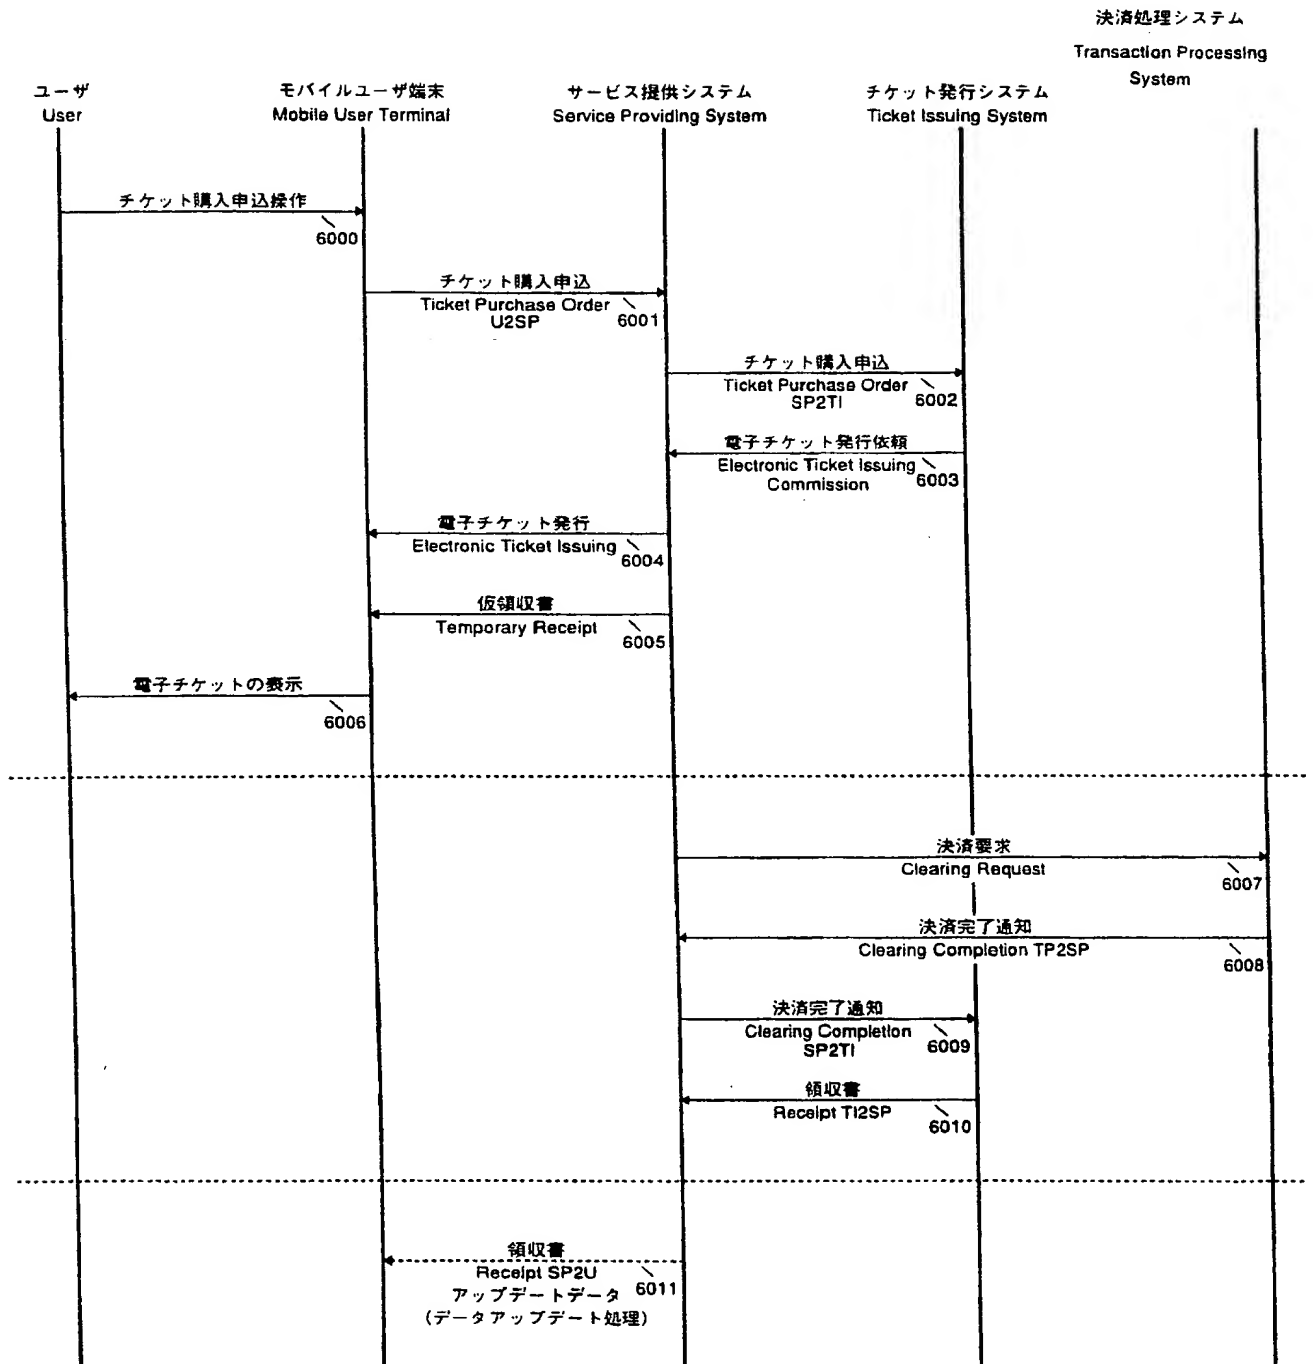 決済処理システム
Transaction Processing
System
ユーザ
User
モバイルユーザ端末
Mobile User Terminal
サービス提供システム
Service Providing System
チケット発行システム
Ticket Issuing System
チケット購入申込操作
6000
チケット購入申込
Ticket Purchase Order
U2SP
6001
チケット購入申込
Ticket Purchase Order
SP2TI
6002
電子チケット発行依頼
Electronic Ticket Issuing
Commission
6003
電子チケット発行
Electronic Ticket Issuing
6004
仮領収書
Temporary Receipt
6005
電子チケットの表示
6006
決済要求
Clearing Request
6007
決済完了通知
Clearing Completion TP2SP
6008
決済完了通知
Clearing Completion
SP2TI
6009
領収書
Receipt TI2SP
6010
領収書
Receipt SP2U
6011
アップデートデータ
(データアップデート処理)